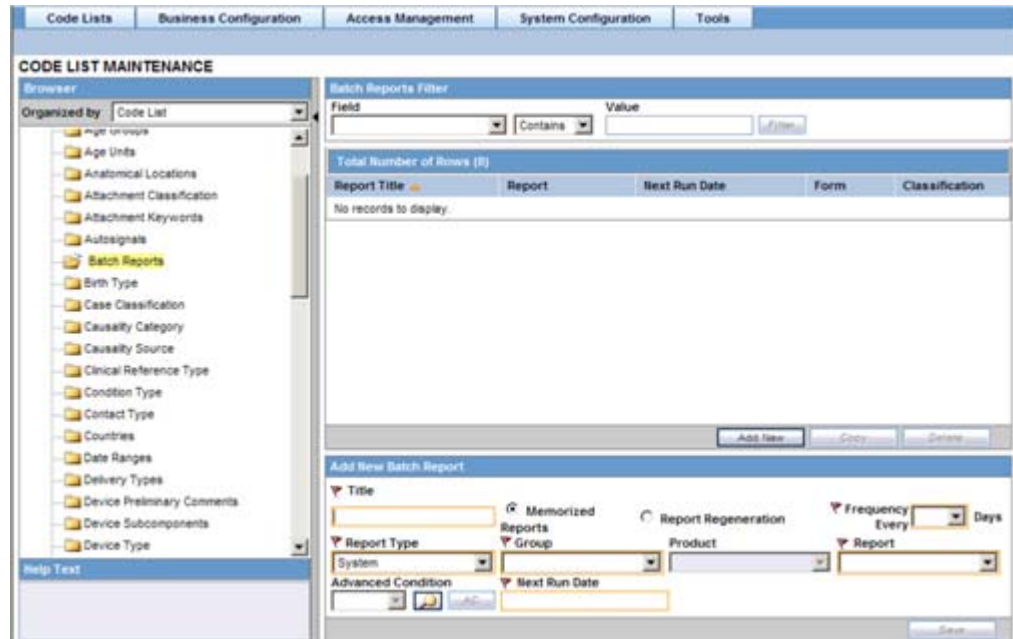 Code Lists Business Configuration Access Management System Configuration Tools
CODE LIST MAINTENANCE
Browser
Organized by Code List
Age Groups
Age Units
Anatomical Locations
Attachment Classification
Attachment Keywords
Autosignals
Batch Reports
Birth Type
Case Classification
Causality Category
Causality Source
Clinical Reference Type
Condition Type
Contact Type
Countries
Date Ranges
Delivery Types
Device Preliminary Comments
Device Subcomponents
Device Type
Help Text
Batch Reports Filter
Field Value
Contains Filter
Total Number of Rows (0)
Report Title Report Next Run Date Form Classification
No records to display.
Add New Copy Delete
Add New Batch Report
Title
Memorized Reports
Report Regeneration
Frequency Every Days
Report Type Group Product Report
System
Advanced Condition Next Run Date
AC
Save